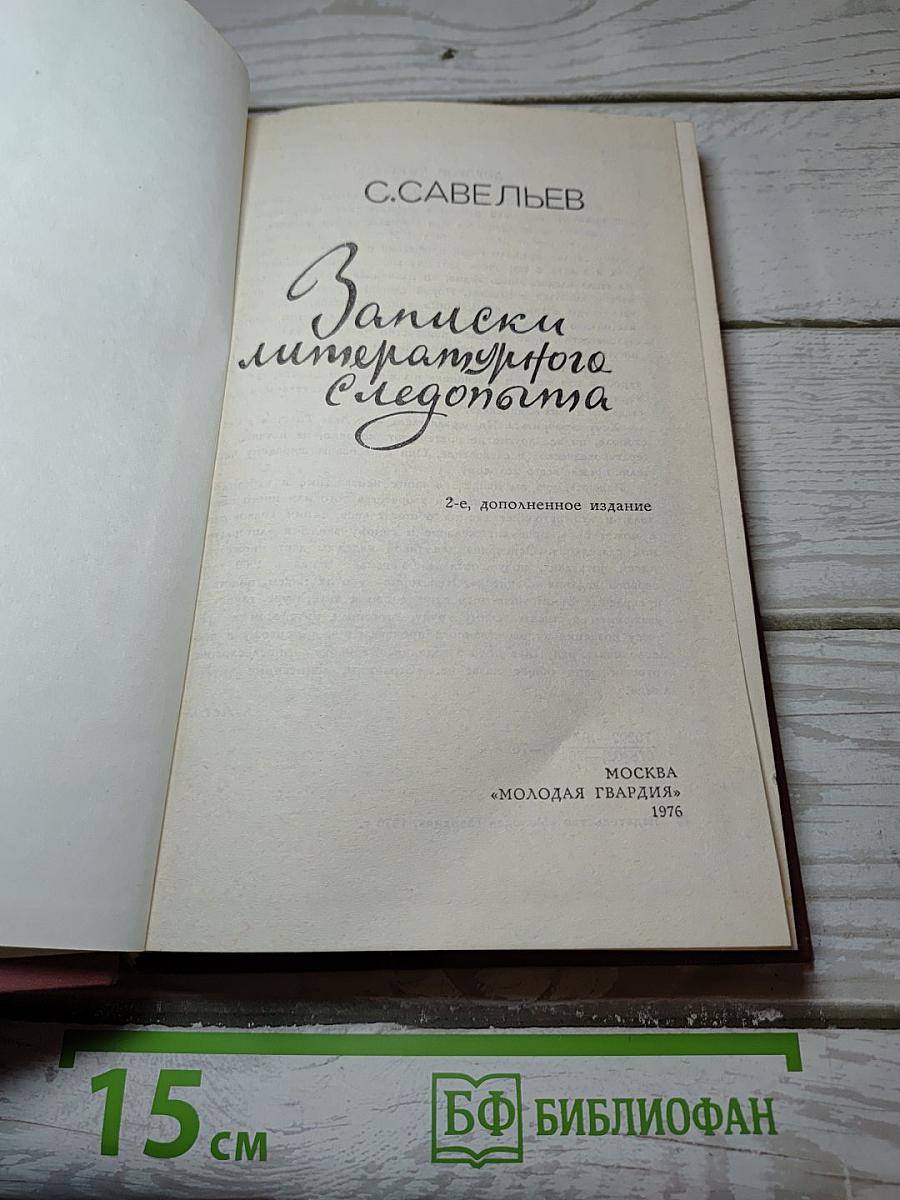 С.САВЕЛЬЕВ
Записки
литературного
следопыта
2-е, дополненное издание
МОСКВА
«МОЛОДАЯ ГВАРДИЯ»
1976
15 см
БФ БИБЛИОФАН